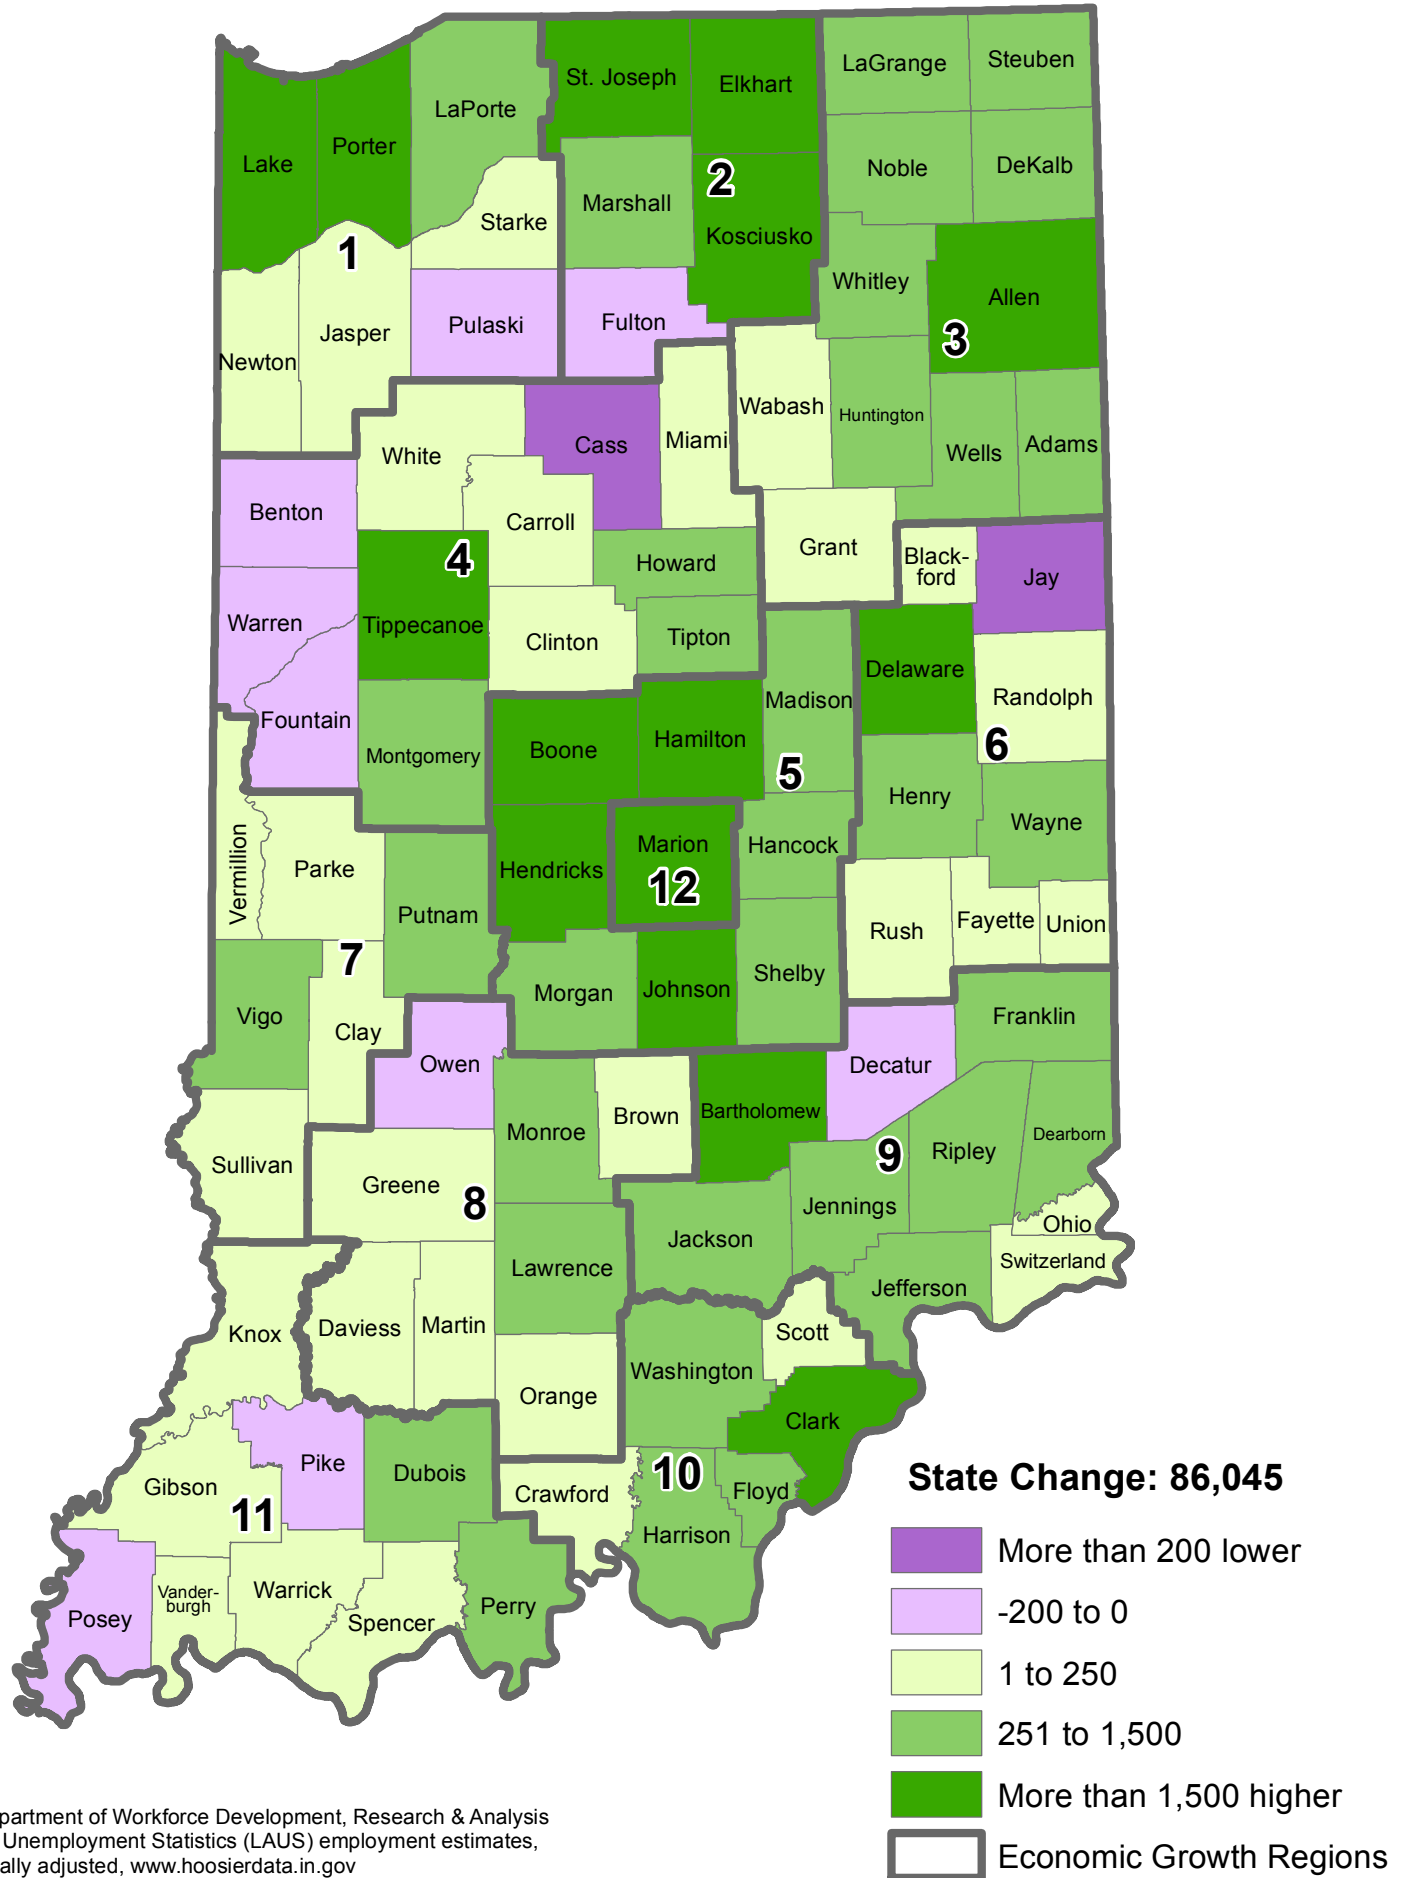 St. Joseph
Elkhart
LaGrange
Steuben
LaPorte
Porter
Lake
Noble
DeKalb
2
Marshall
Starke
Kosciusko
1
Whitley
Allen
Pulaski
Fulton
Jasper
3
Newton
Wabash
Huntington
Miami
Cass
White
Wells
Adams
Benton
Carroll
Grant
4
Howard
Black-
ford
Jay
Warren
Tippecanoe
Clinton
Tipton
Delaware
Randolph
Madison
Fountain
Hamilton
Boone
Montgomery
6
5
Henry
Wayne
Marion
Hancock
Vermillion
Parke
Hendricks
12
Putnam
Rush
Fayette
Union
7
Shelby
Morgan
Johnson
Vigo
Clay
Franklin
Owen
Decatur
Brown
Bartholomew
Monroe
Dearborn
9
Ripley
Sullivan
Greene
8
Jennings
Jackson
Ohio
Switzerland
Lawrence
Jefferson
Knox
Daviess
Martin
Scott
Washington
Orange
Clark
Pike
Dubois
10
Gibson
Crawford
Floyd
11
Harrison
Warrick
Vander-
burgh
Posey
Spencer
Perry
State Change: 86,045
More than 200 lower
-200 to 0
1 to 250
251 to 1,500
More than 1,500 higher
Economic Growth Regions
partment of Workforce Development, Research & Analysis
Unemployment Statistics (LAUS) employment estimates,
ally adjusted, www.hoosierdata.in.gov